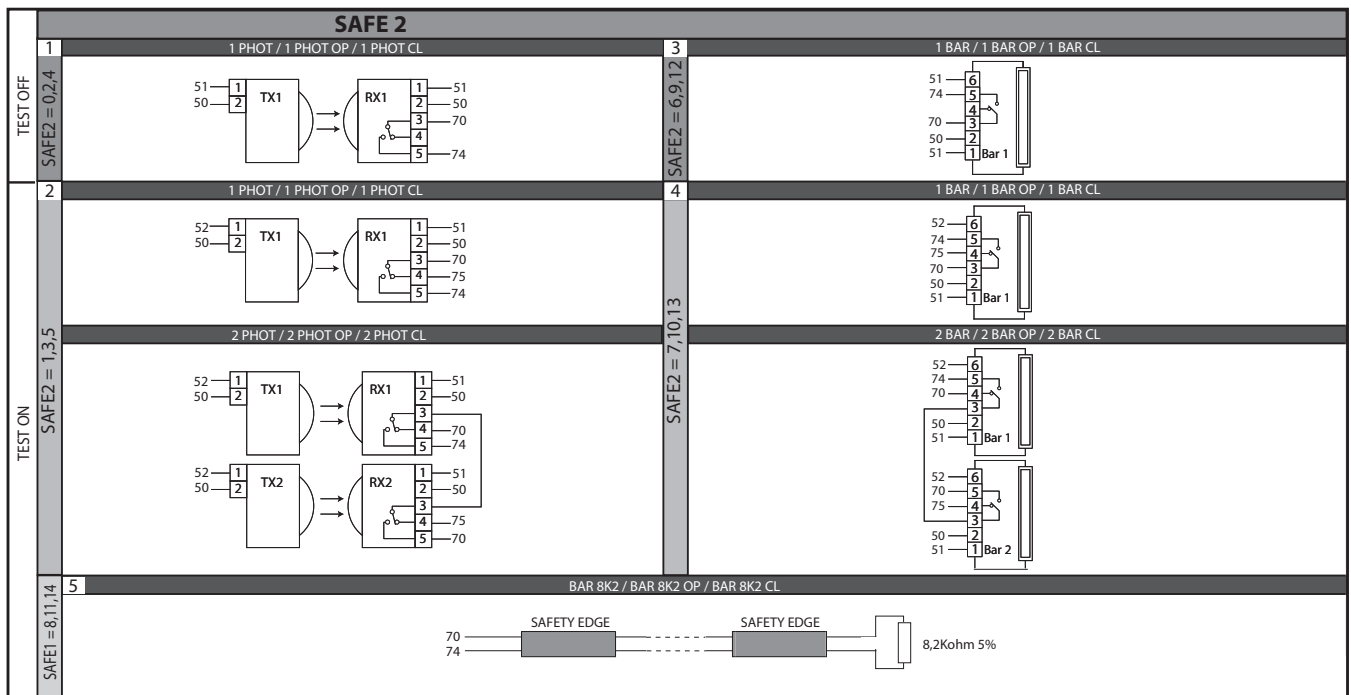 SAFE 2
TEST OFF
SAFE2 = 0,2,4
1
1 PHOT / 1 PHOT OP / 1 PHOT CL
51 1 TX1 RX1 1 51
50 2 2 50
3 70
4
5 74
SAFE2 = 6,9,12
3
1 BAR / 1 BAR OP / 1 BAR CL
51 6
74 5
4
70 3
50 2
51 1 Bar 1
TEST ON
SAFE2 = 1,3,5
2
1 PHOT / 1 PHOT OP / 1 PHOT CL
52 1 TX1 RX1 1 51
50 2 2 50
3 70
4 75
5 74
2 PHOT / 2 PHOT OP / 2 PHOT CL
52 1 TX1 RX1 1 51
50 2 2 50
3
4 70
5 74
52 1 TX2 RX2 1 51
50 2 2 50
3
4 75
5 70
SAFE2 = 7,10,13
4
1 BAR / 1 BAR OP / 1 BAR CL
52 6
74 5
75 4
70 3
50 2
51 1 Bar 1
2 BAR / 2 BAR OP / 2 BAR CL
52 6
74 5
70 4
3
50 2
51 1 Bar 1
52 6
70 5
75 4
3
50 2
51 1 Bar 2
SAFE1 = 8,11,14
5
BAR 8K2 / BAR 8K2 OP / BAR 8K2 CL
SAFETY EDGE SAFETY EDGE
70
74
8,2Kohm 5%